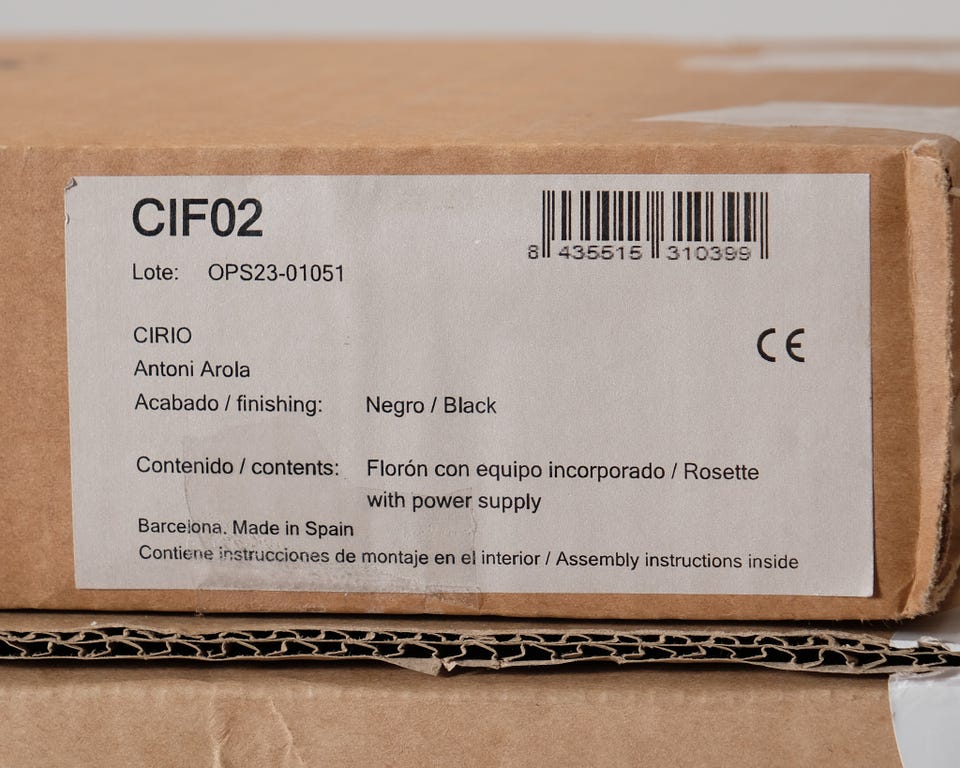 CIF02
8 435515 310399
Lote: OPS23-01051
CIRIO
CE
Antoni Arola
Acabado / finishing: Negro / Black
Contenido / contents: Florón con equipo incorporado / Rosette
with power supply
Barcelona. Made in Spain
Contiene instrucciones de montaje en el interior / Assembly instructions inside